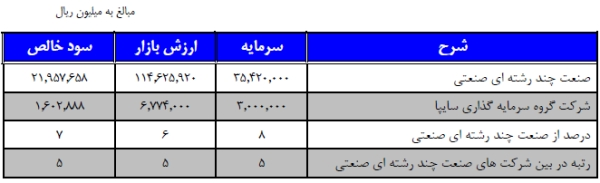 مبالغ به میلیون ریال
شرح سرمایه ارزش بازار سود خالص
صنعت چند رشته ای صنعتی ۳۵,۴۲۰,۰۰۰ ۱۱۴,۶۲۵,۹۲۰ ۲۱,۹۵۷,۶۵۸
شرکت گروه سرمایه گذاری سایپا ۳,۰۰۰,۰۰۰ ۶,۷۷۴,۰۰۰ ۱,۶۰۲,۸۸۸
درصد از صنعت چند رشته ای صنعتی ۸ ۶ ۷
رتبه در بین شرکت های صنعت چند رشته ای صنعتی ۵ ۵ ۵